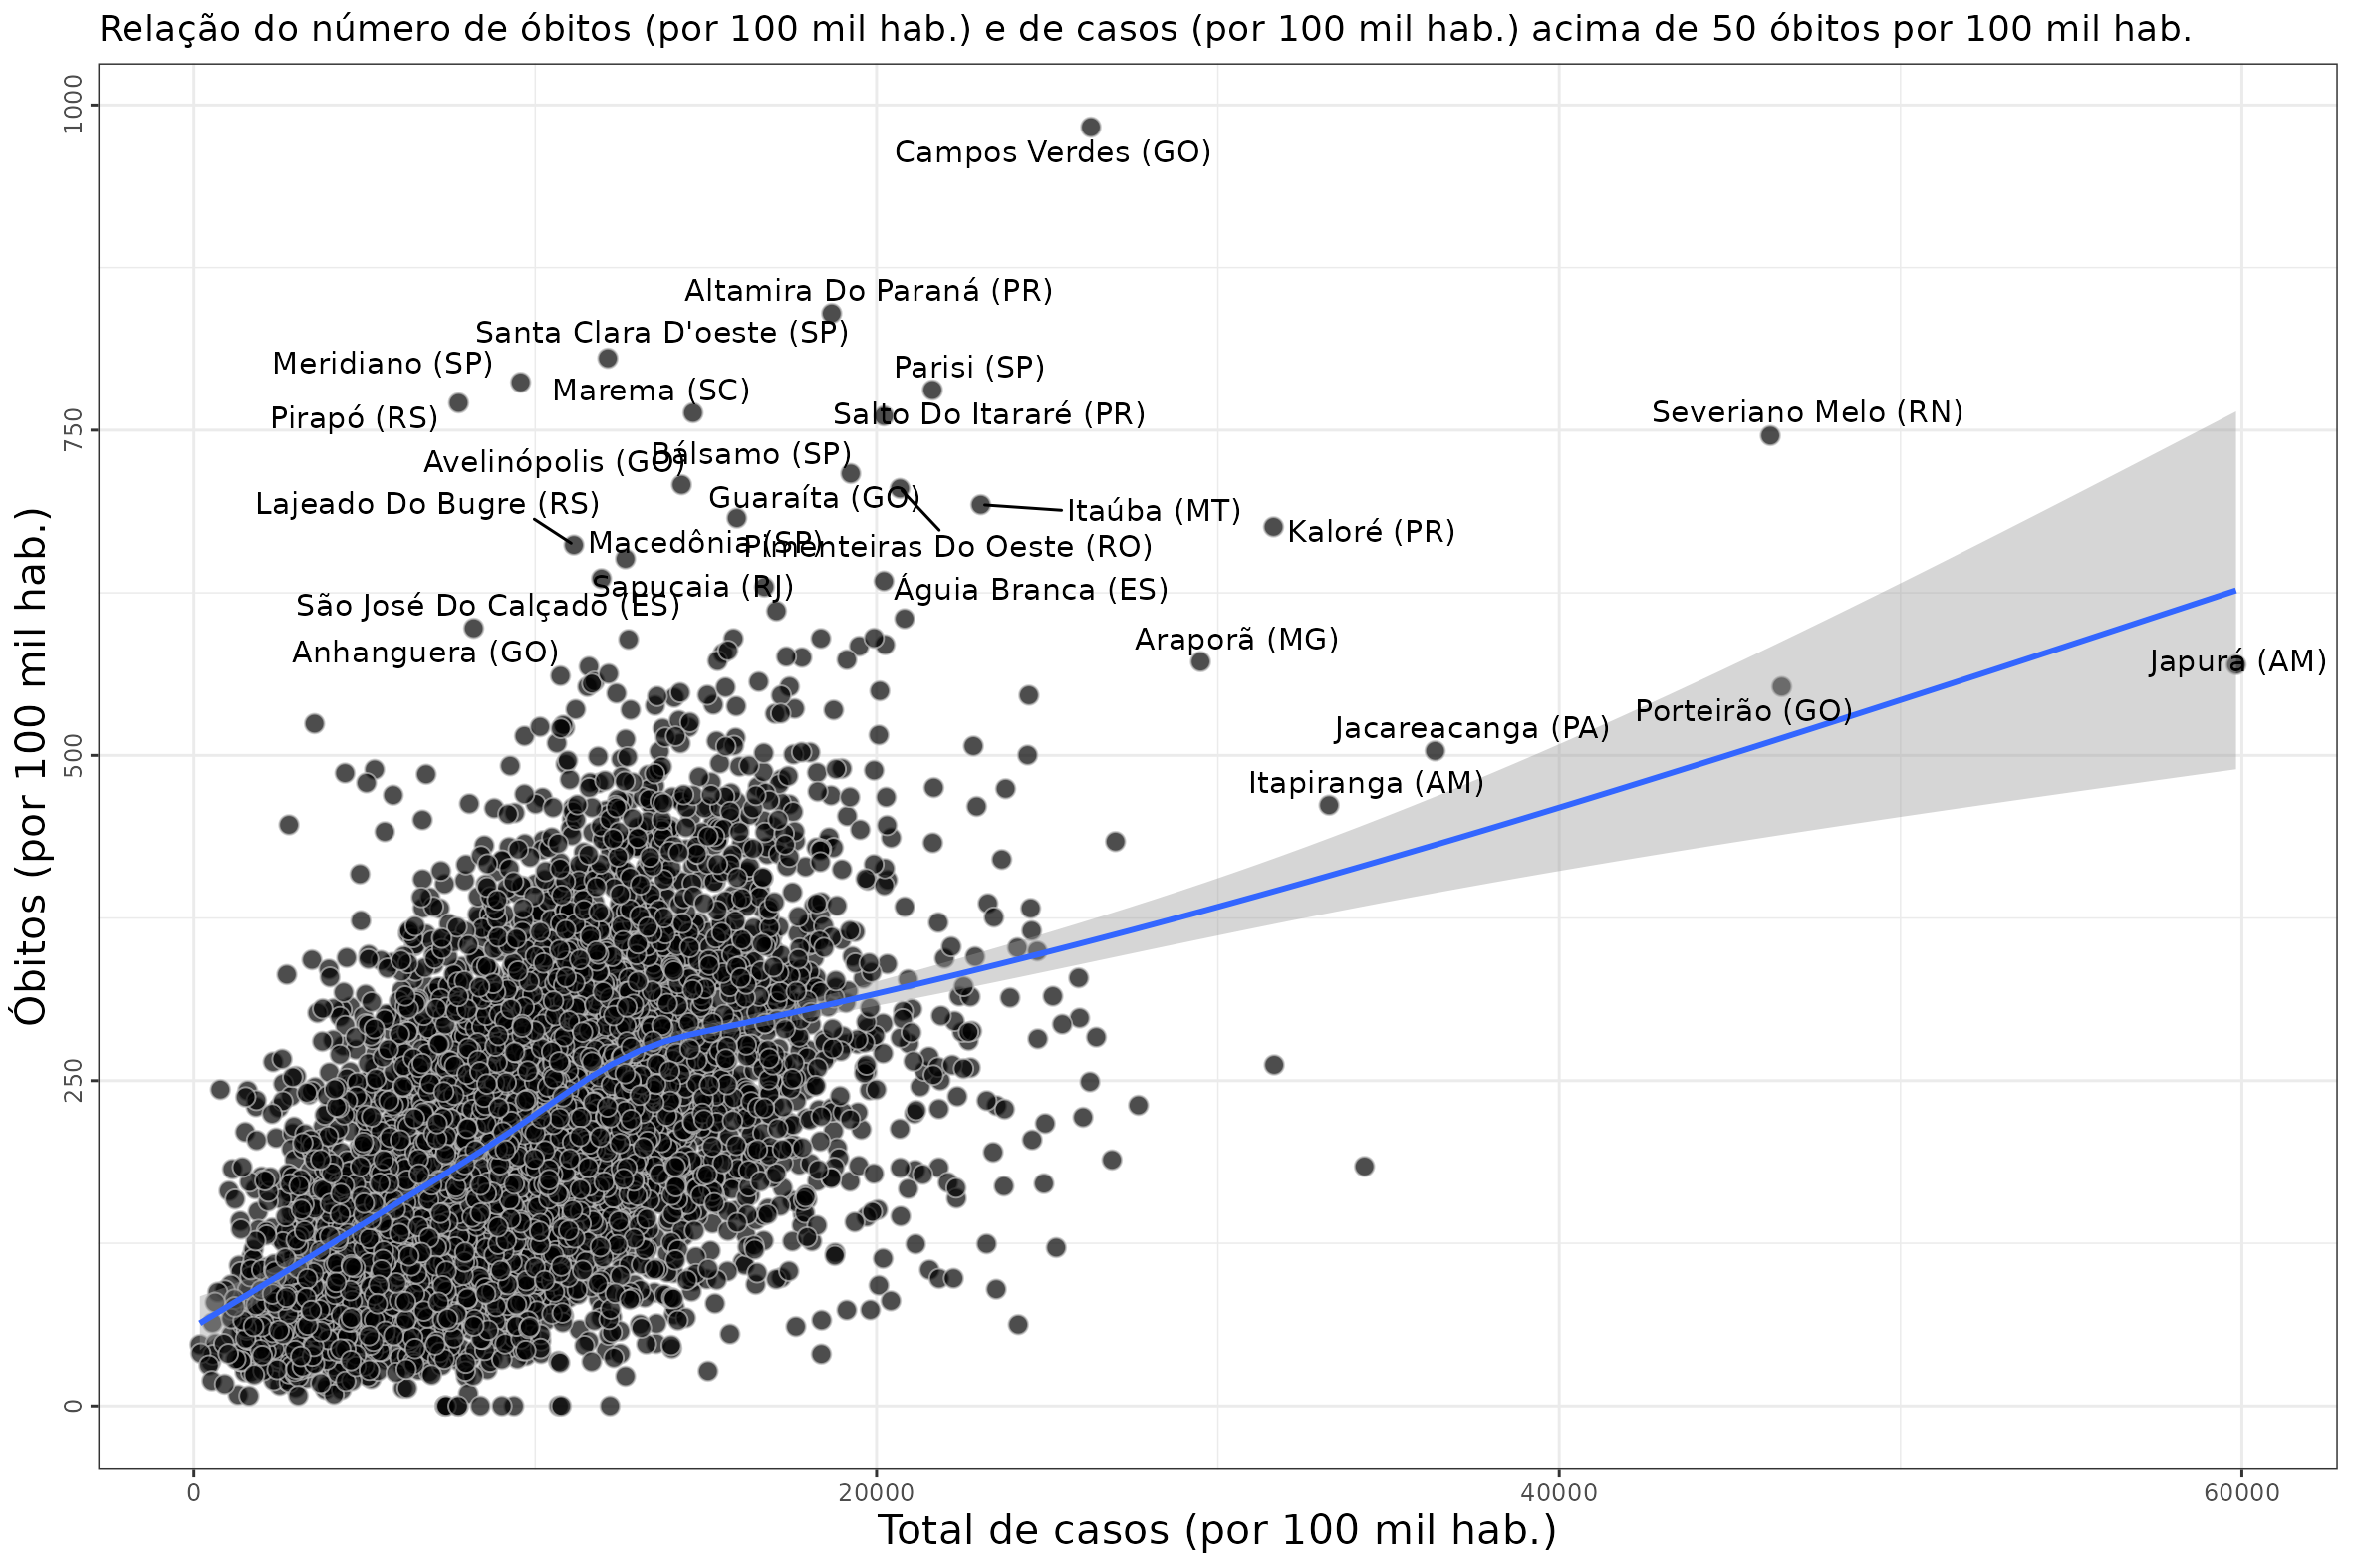 Relação do número de óbitos (por 100 mil hab.) e de casos (por 100 mil hab.) acima de 50 óbitos por 100 mil hab.
1000
Campos Verdes (GO)
Altamira Do Paraná (PR)
Santa Clara D'oeste (SP)
Meridiano (SP)
Parisi (SP)
Marema (SC)
Pirapó (RS)
Salto Do Itararé (PR)
Severiano Melo (RN)
750
Bálsamo (SP)
Avelinópolis (GO)
Guaraíta (GO)
Lajeado Do Bugre (RS)
Itaúba (MT)
Kaloré (PR)
Macedônia (SP)
Pimenteiras Do Oeste (RO)
Sapucaia (RJ)
Águia Branca (ES)
São José Do Calçado (ES)
Araporã (MG)
Anhanguera (GO)
Japurá (AM)
Porteirão (GO)
Jacareacanga (PA)
500
Itapiranga (AM)
250
0
Óbitos (por 100 mil hab.)
0
20000
40000
60000
Total de casos (por 100 mil hab.)